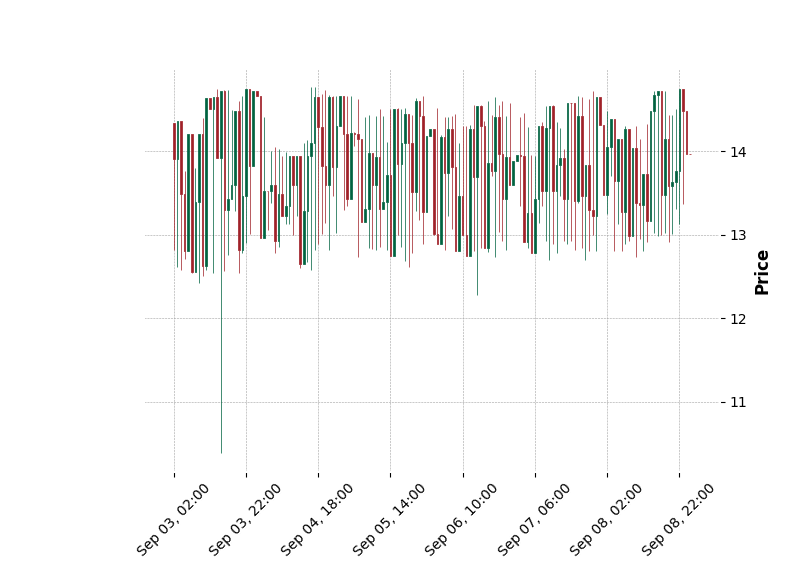 14
13
12
11
Price
Sep 03, 02:00
Sep 03, 22:00
Sep 04, 18:00
Sep 05, 14:00
Sep 06, 10:00
Sep 07, 06:00
Sep 08, 02:00
Sep 08, 22:00